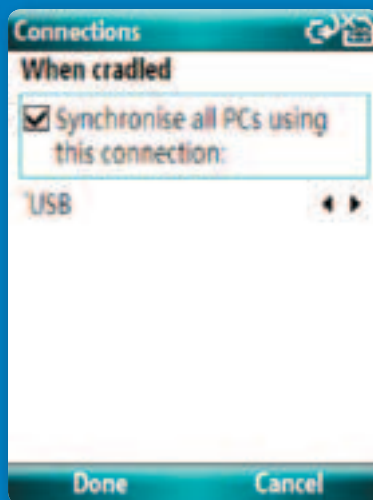 Connections
When cradled
Synchronise all PCs using
this connection:
USB
Done Cancel